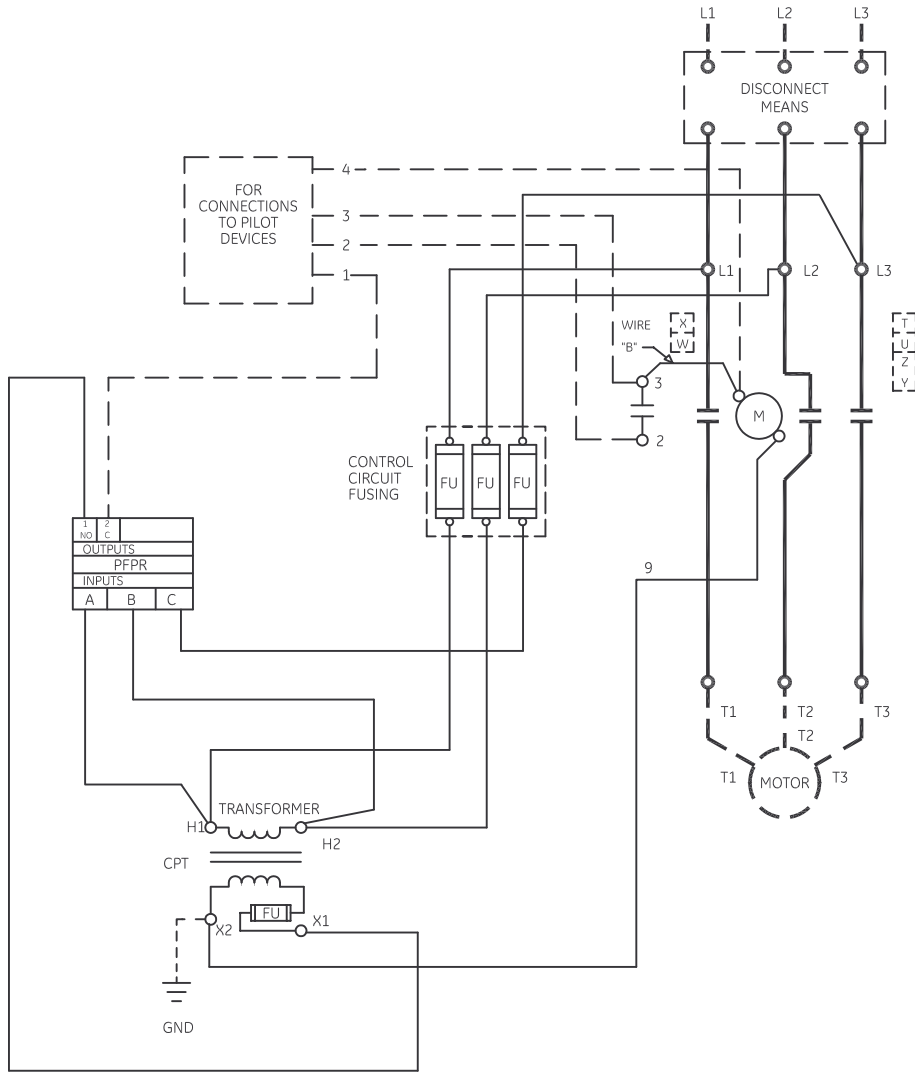 L1
L2
L3
DISCONNECT
MEANS
4
FOR
CONNECTIONS
TO PILOT
DEVICES
3
2
1
L1
L2
L3
WIRE
"B"
X
W
T
U
Z
Y
3
M
2
CONTROL
CIRCUIT
FUSING
FU
FU
FU
1
NO
2
C
OUTPUTS
PFPR
INPUTS
A
B
C
9
T1
T2
T3
T2
T1
MOTOR
T3
TRANSFORMER
H1
H2
CPT
FU
X2
X1
GND